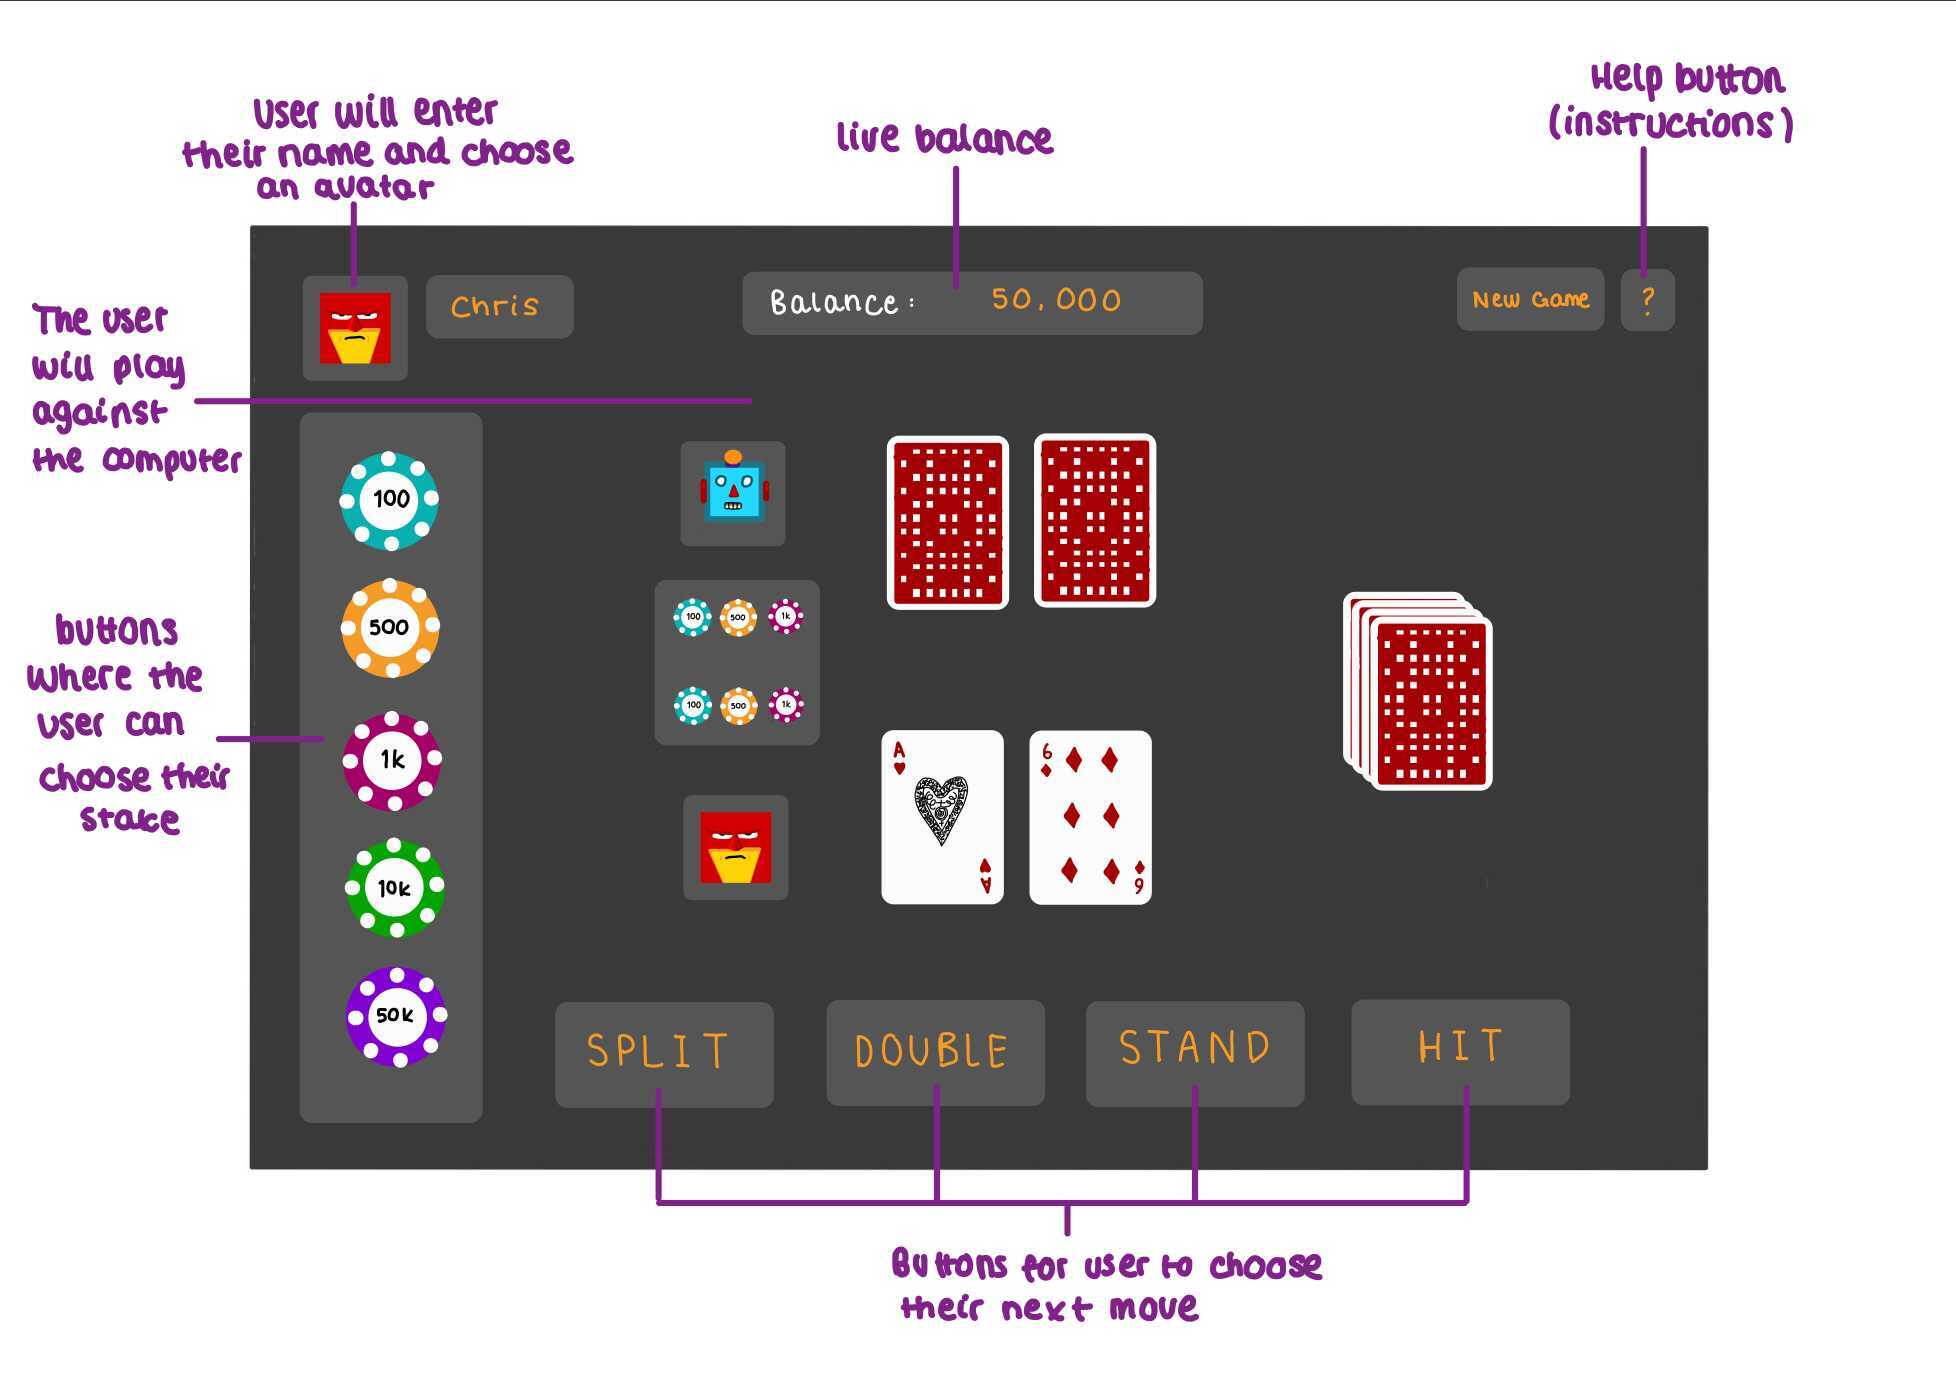 User will enter
their name and choose
an avatar
live balance
Help button
(instructions)
Chris
Balance: 50,000
New Game
?
The user
will play
against
the computer
100
500
1k
10k
50k
buttons
Where the
user can
choose their
stake
100 500 1k
100 500 1k
A
A
6
6
SPLIT
DOUBLE
STAND
HIT
Buttons for user to choose
their next move